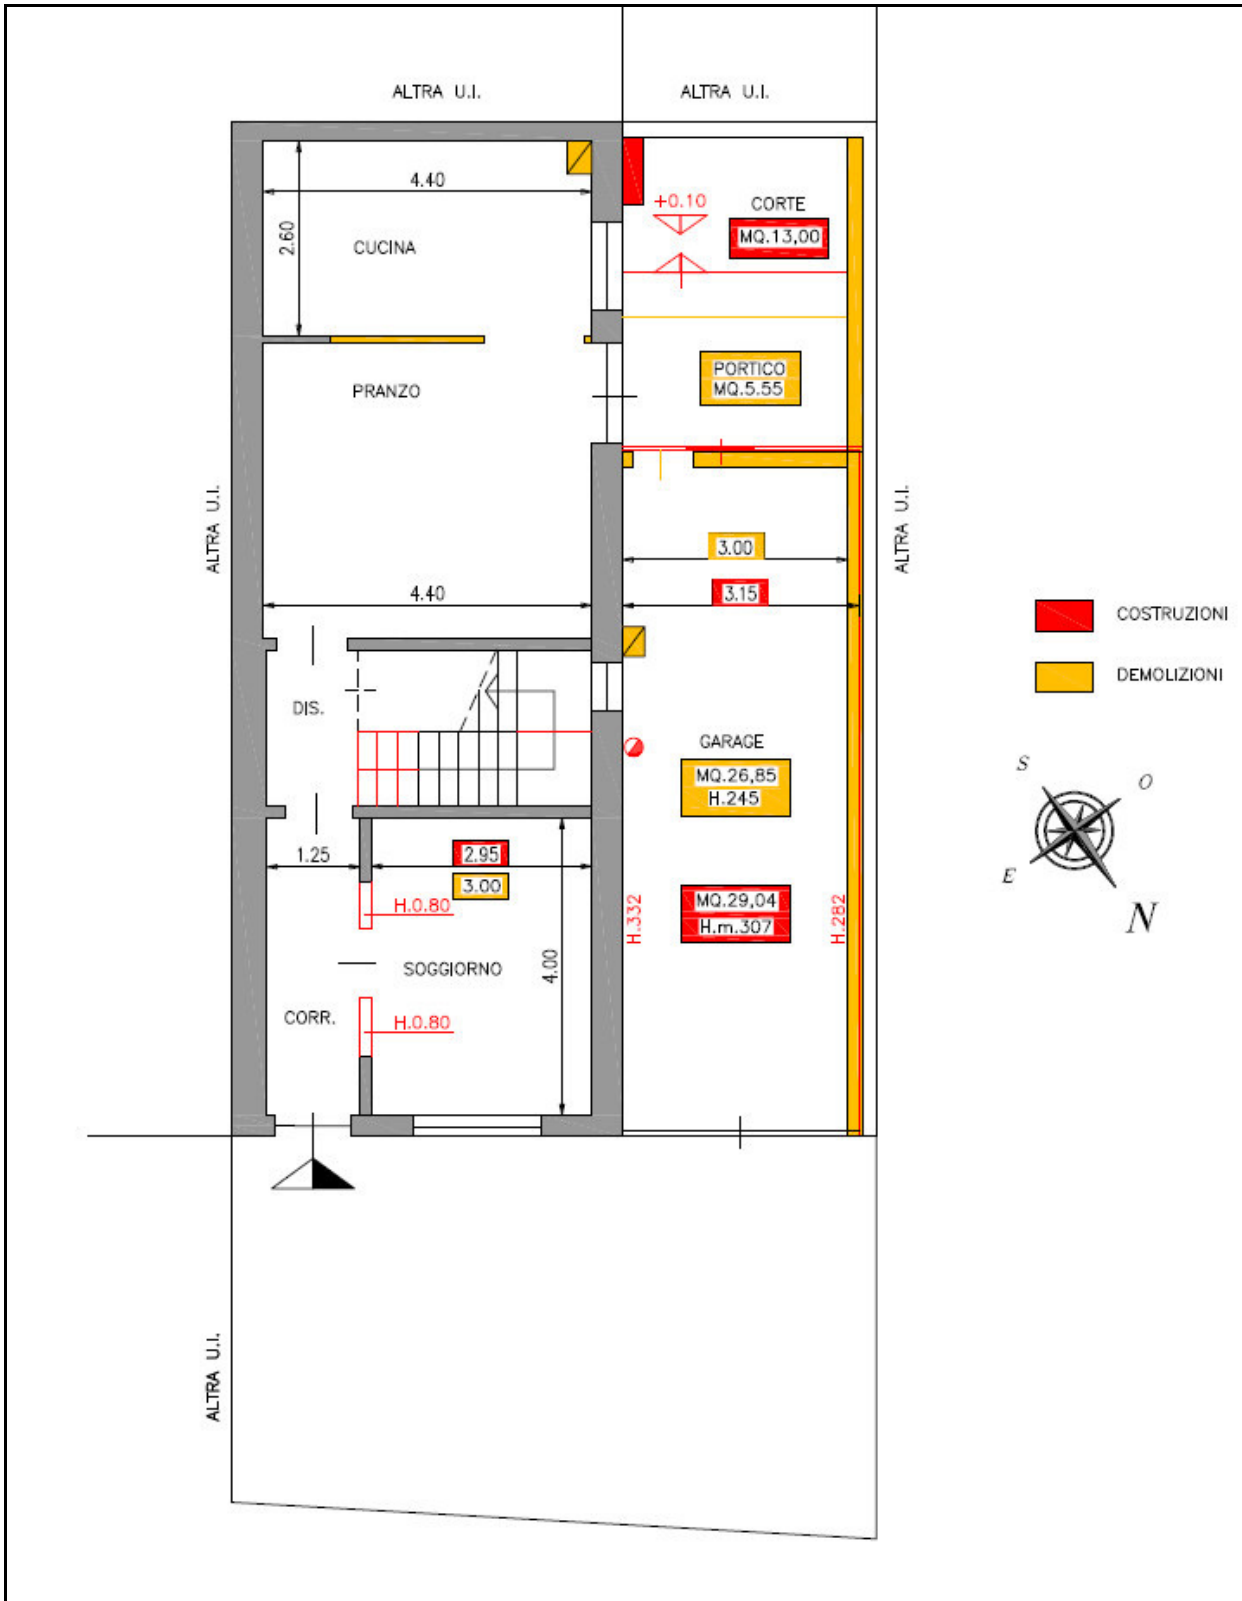 ALTRA U.I.
ALTRA U.I.
4.40
2.60
CUCINA
+0.10
CORTE
MQ.13,00
PRANZO
PORTICO
MQ.5.55
ALTRA U.I.
ALTRA U.I.
3.00
3.15
4.40
COSTRUZIONI
DEMOLIZIONI
DIS.
GARAGE
MQ.26,85
H.245
S
O
E
N
1.25
2.95
3.00
H.0.80
H.332
MQ.29,04
H.m.307
H.282
SOGGIORNO
4.00
CORR.
H.0.80
ALTRA U.I.